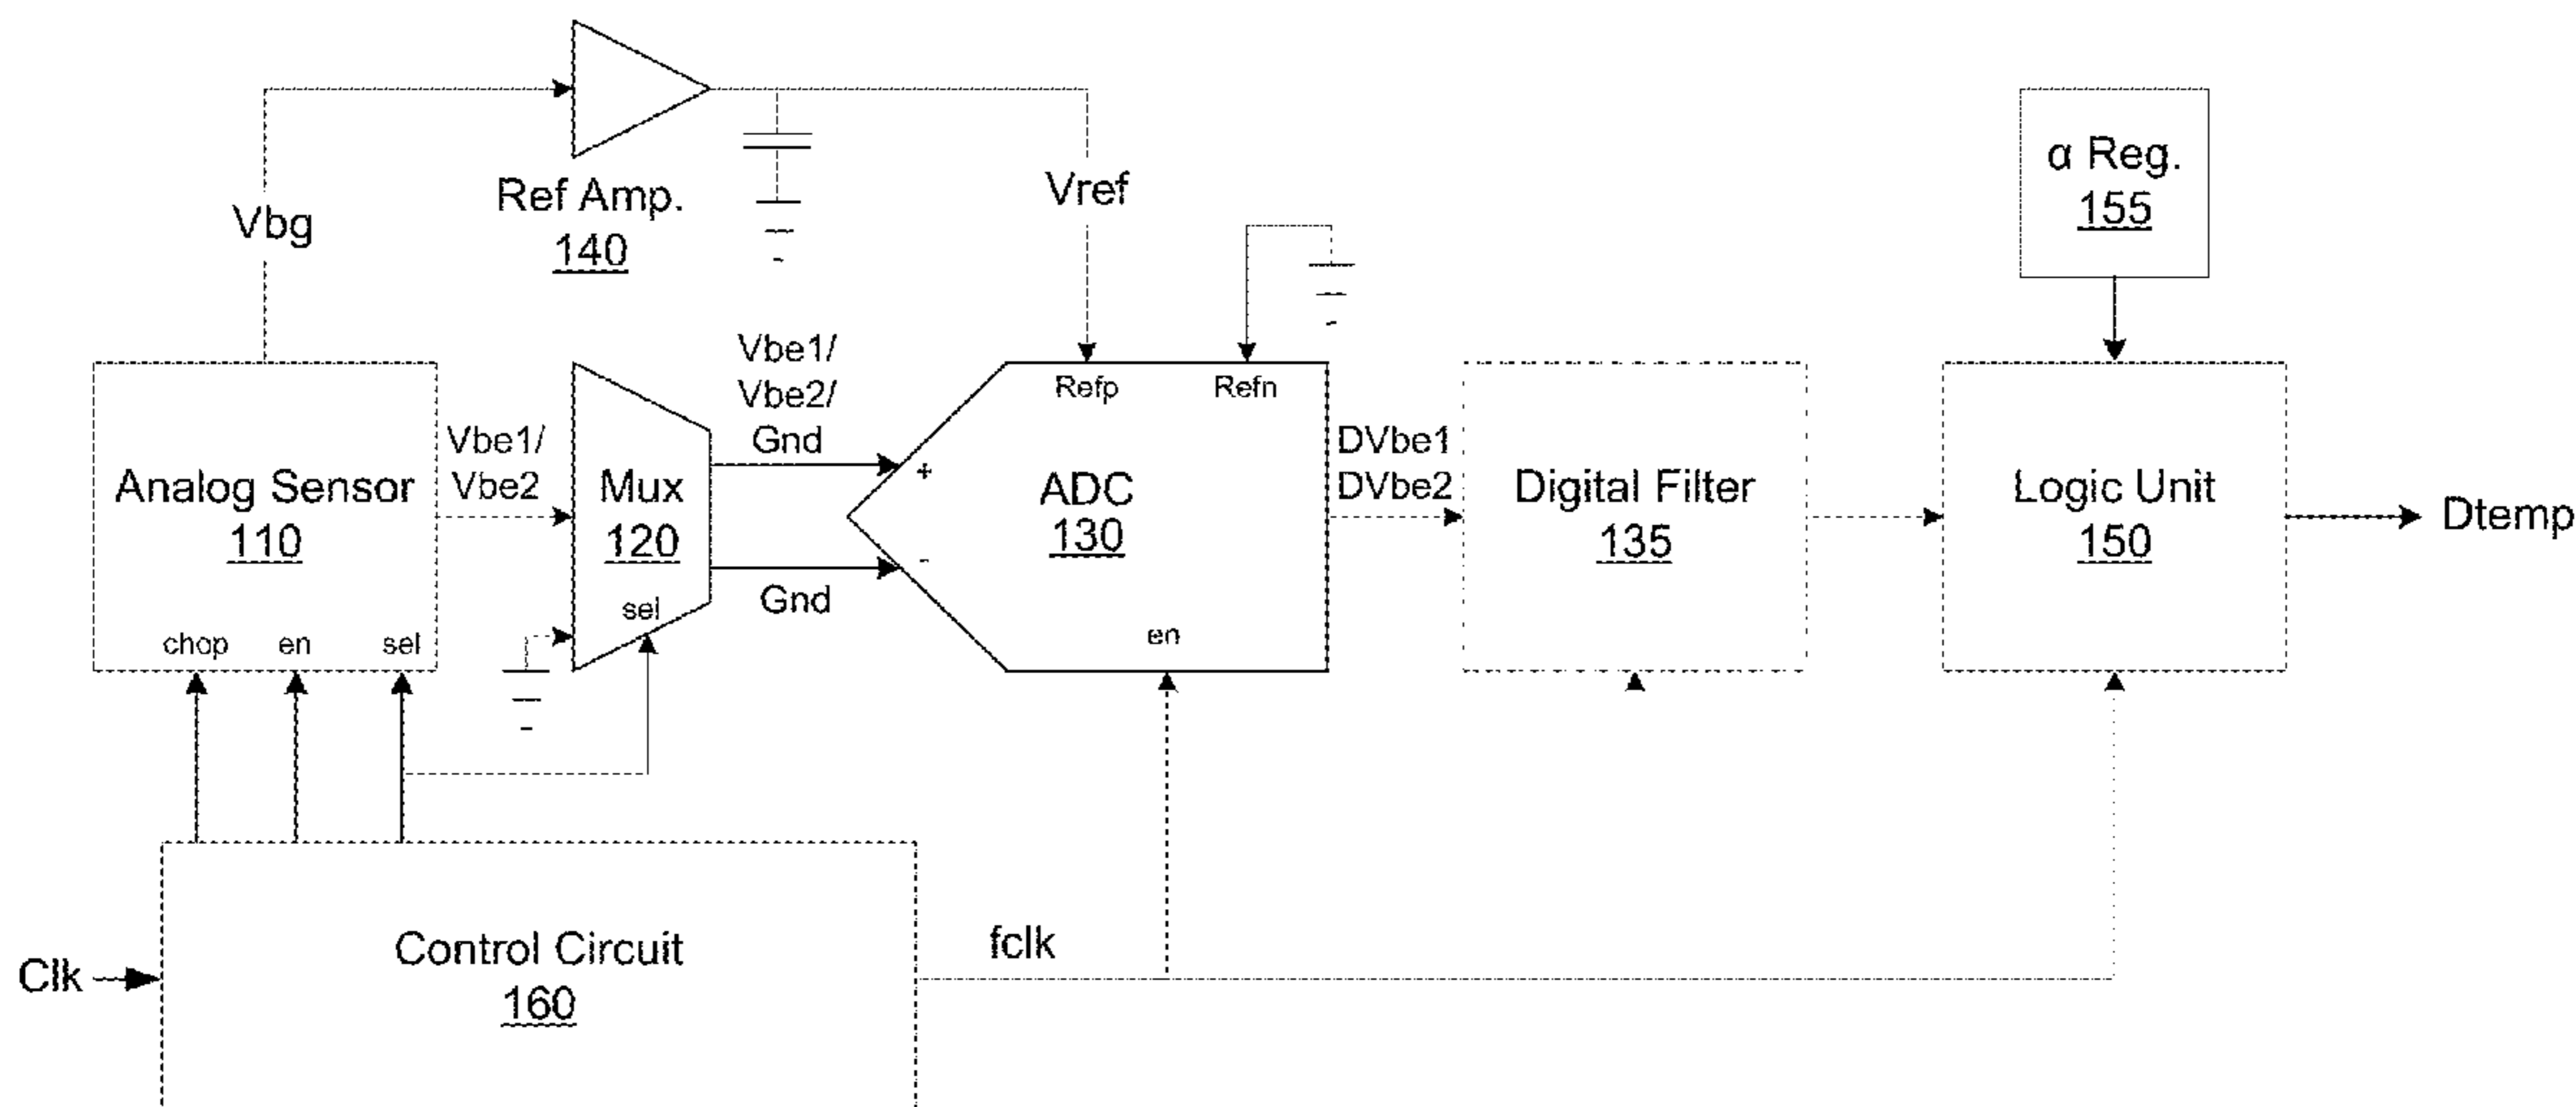 Vbg
Ref Amp.
140
Vref
α Reg.
155
Analog Sensor
110
chop en sel
Vbe1/
Vbe2
Mux
120
sel
Vbe1/
Vbe2/
Gnd
Gnd
Refp Refn
+
ADC
130
-
en
DVbe1
DVbe2
Digital Filter
135
Logic Unit
150
Dtemp
Clk
Control Circuit
160
fclk